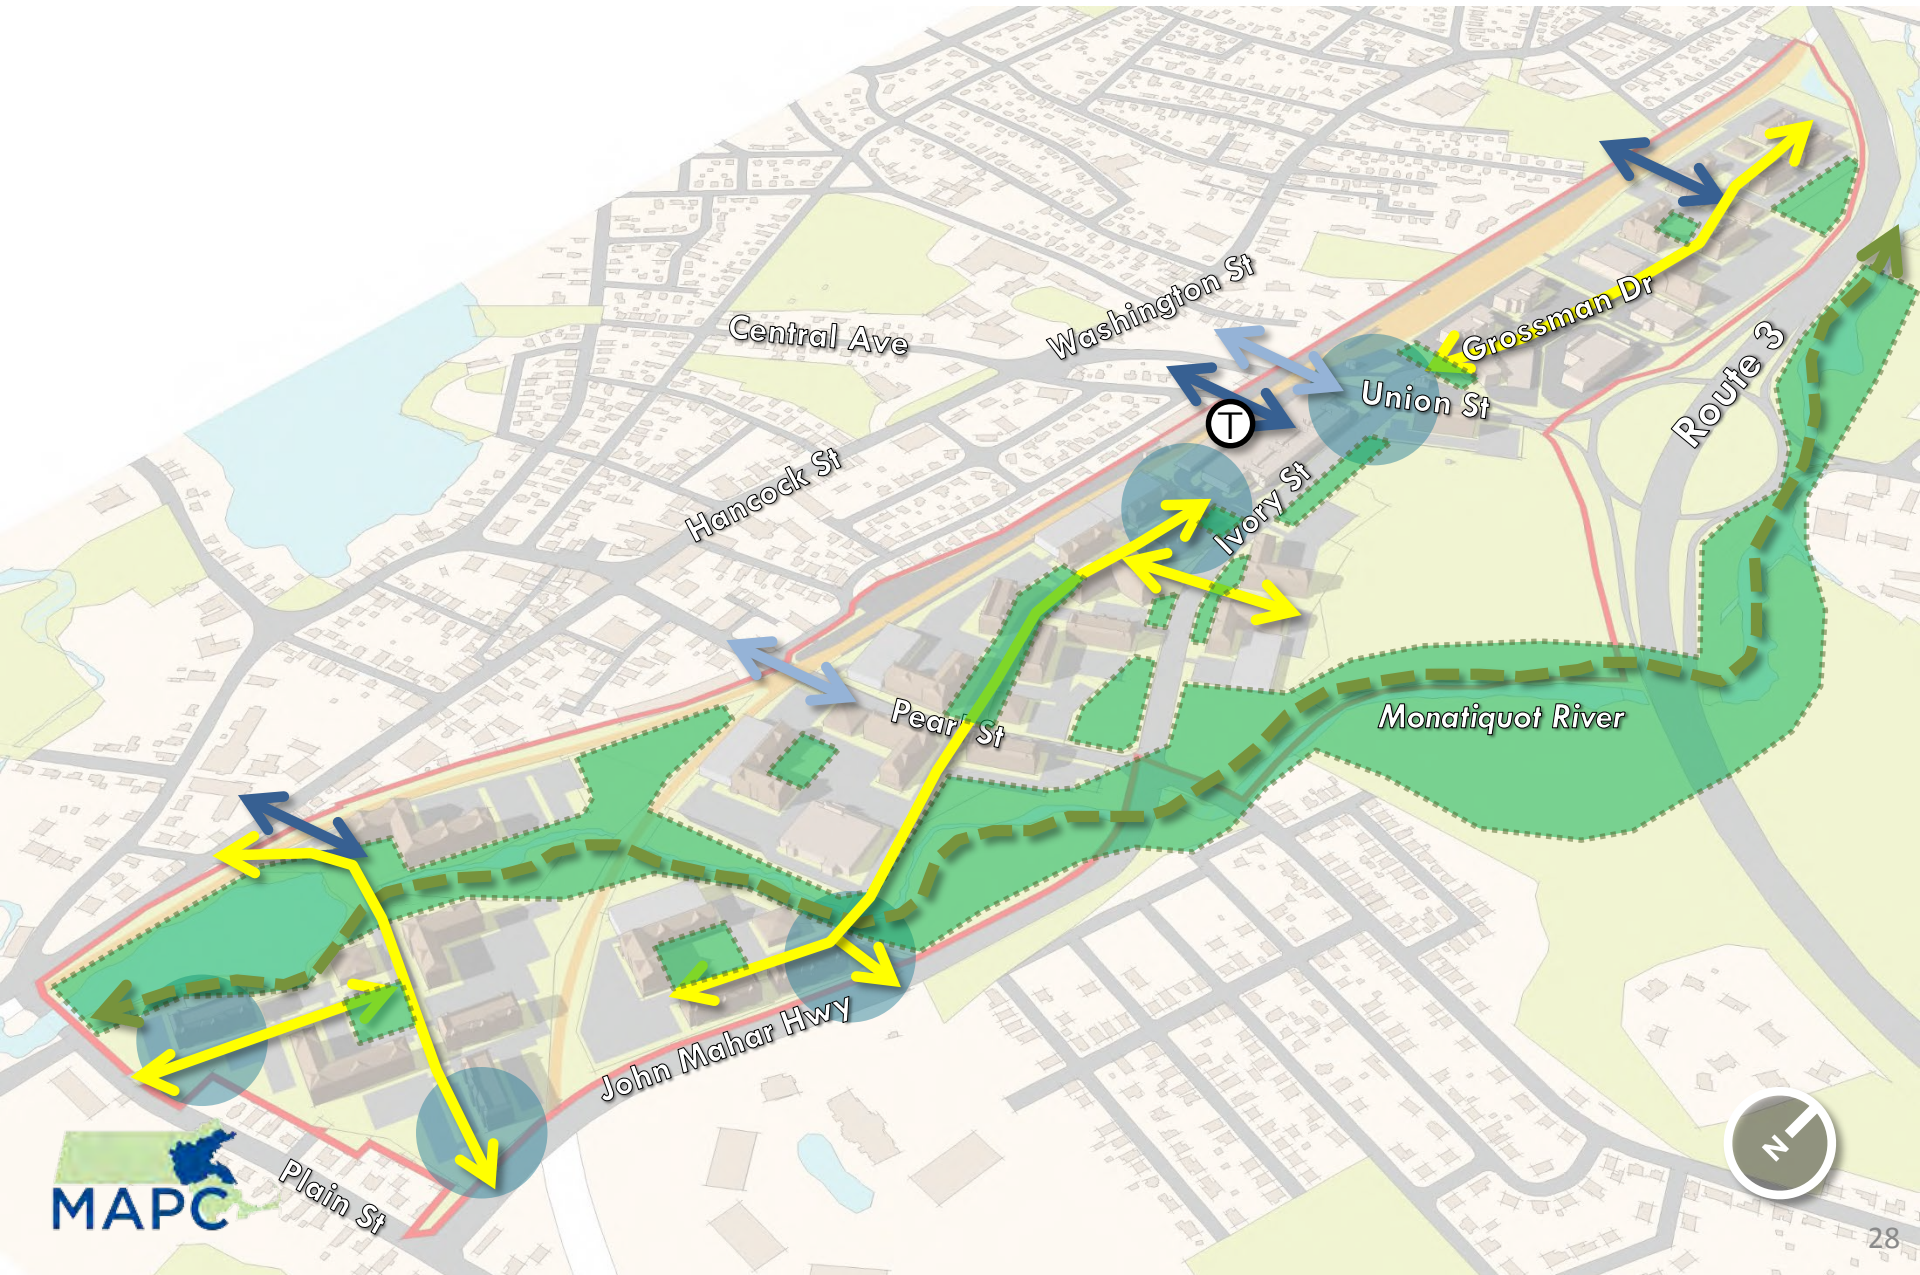 Washington St
Central Ave
Grossman Dr
Route 3
Union St
T
Hancock St
Ivory St
Pearl St
Monatiquot River
John Mahar Hwy
Plain St
MAPC
N
28